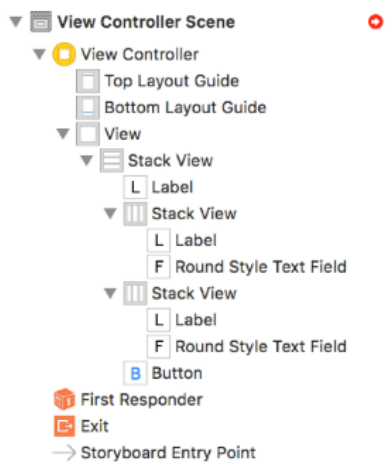 View Controller Scene
View Controller
Top Layout Guide
Bottom Layout Guide
View
Stack View
L Label
Stack View
L Label
F Round Style Text Field
Stack View
L Label
F Round Style Text Field
B Button
First Responder
Exit
Storyboard Entry Point